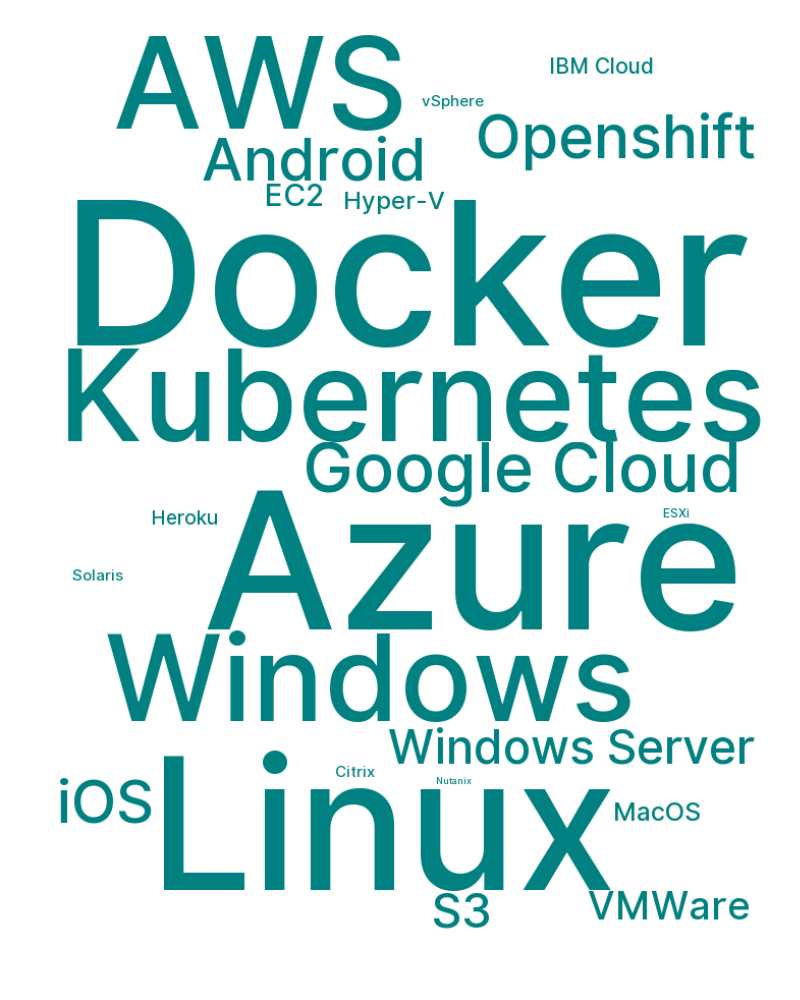 AWS
IBM Cloud
vSphere
Openshift
Android
EC2
Hyper-V
Docker
Kubernetes
Google Cloud
Heroku
ESXi
Azure
Solaris
Windows
Windows Server
Citrix
Nutanix
iOS
Linux
MacOS
S3
VMWare